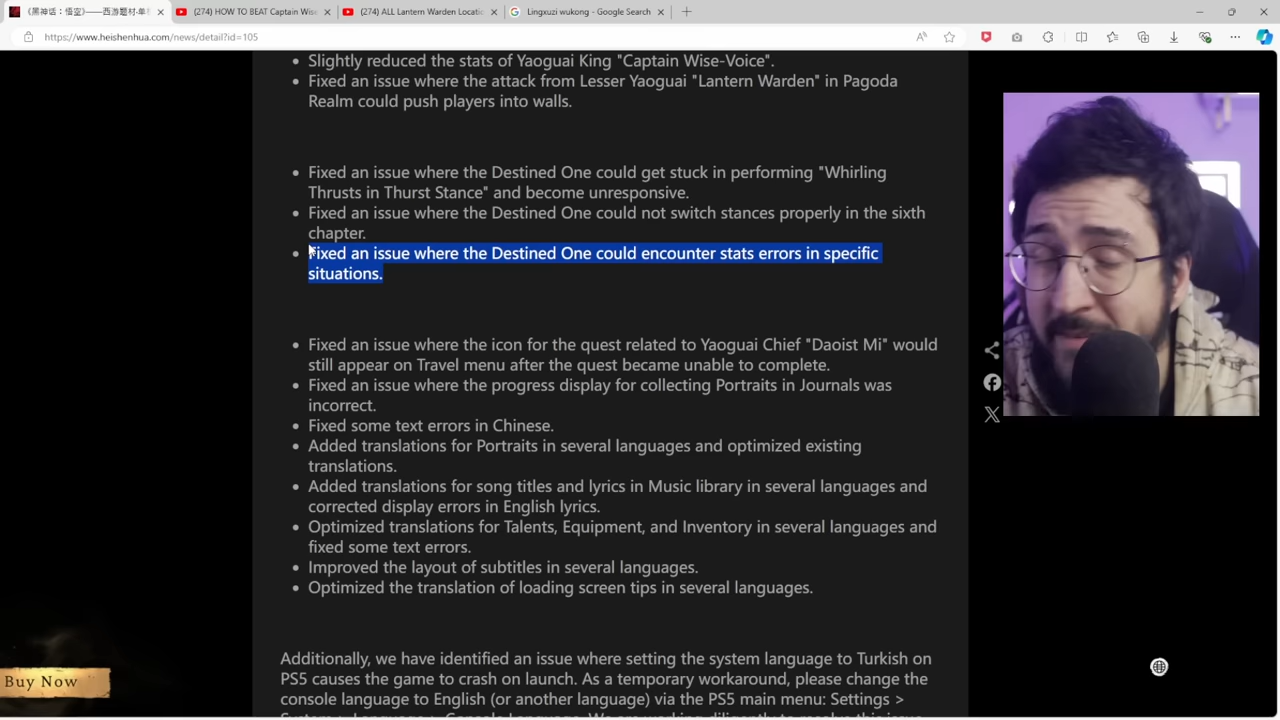 《黑神话：悟空》——西游题材·单
(274) HOW TO BEAT Captain Wise
(274) ALL Lantern Warden Locatio
Lingxuzi wukong - Google Search
https://www.heishenhua.com/news/detail?id=105
Slightly reduced the stats of Yaoguai King "Captain Wise-Voice".
Fixed an issue where the attack from Lesser Yaoguai "Lantern Warden" in Pagoda
Realm could push players into walls.
Fixed an issue where the Destined One could get stuck in performing "Whirling
Thrusts in Thurst Stance" and become unresponsive.
Fixed an issue where the Destined One could not switch stances properly in the sixth
chapter.
Fixed an issue where the Destined One could encounter stats errors in specific
situations.
Fixed an issue where the icon for the quest related to Yaoguai Chief "Daoist Mi" would
still appear on Travel menu after the quest became unable to complete.
Fixed an issue where the progress display for collecting Portraits in Journals was
incorrect.
Fixed some text errors in Chinese.
Added translations for Portraits in several languages and optimized existing
translations.
Added translations for song titles and lyrics in Music library in several languages and
corrected display errors in English lyrics.
Optimized translations for Talents, Equipment, and Inventory in several languages and
fixed some text errors.
Improved the layout of subtitles in several languages.
Optimized the translation of loading screen tips in several languages.
Additionally, we have identified an issue where setting the system language to Turkish on
PS5 causes the game to crash on launch. As a temporary workaround, please change the
console language to English (or another language) via the PS5 main menu: Settings >
Buy Now